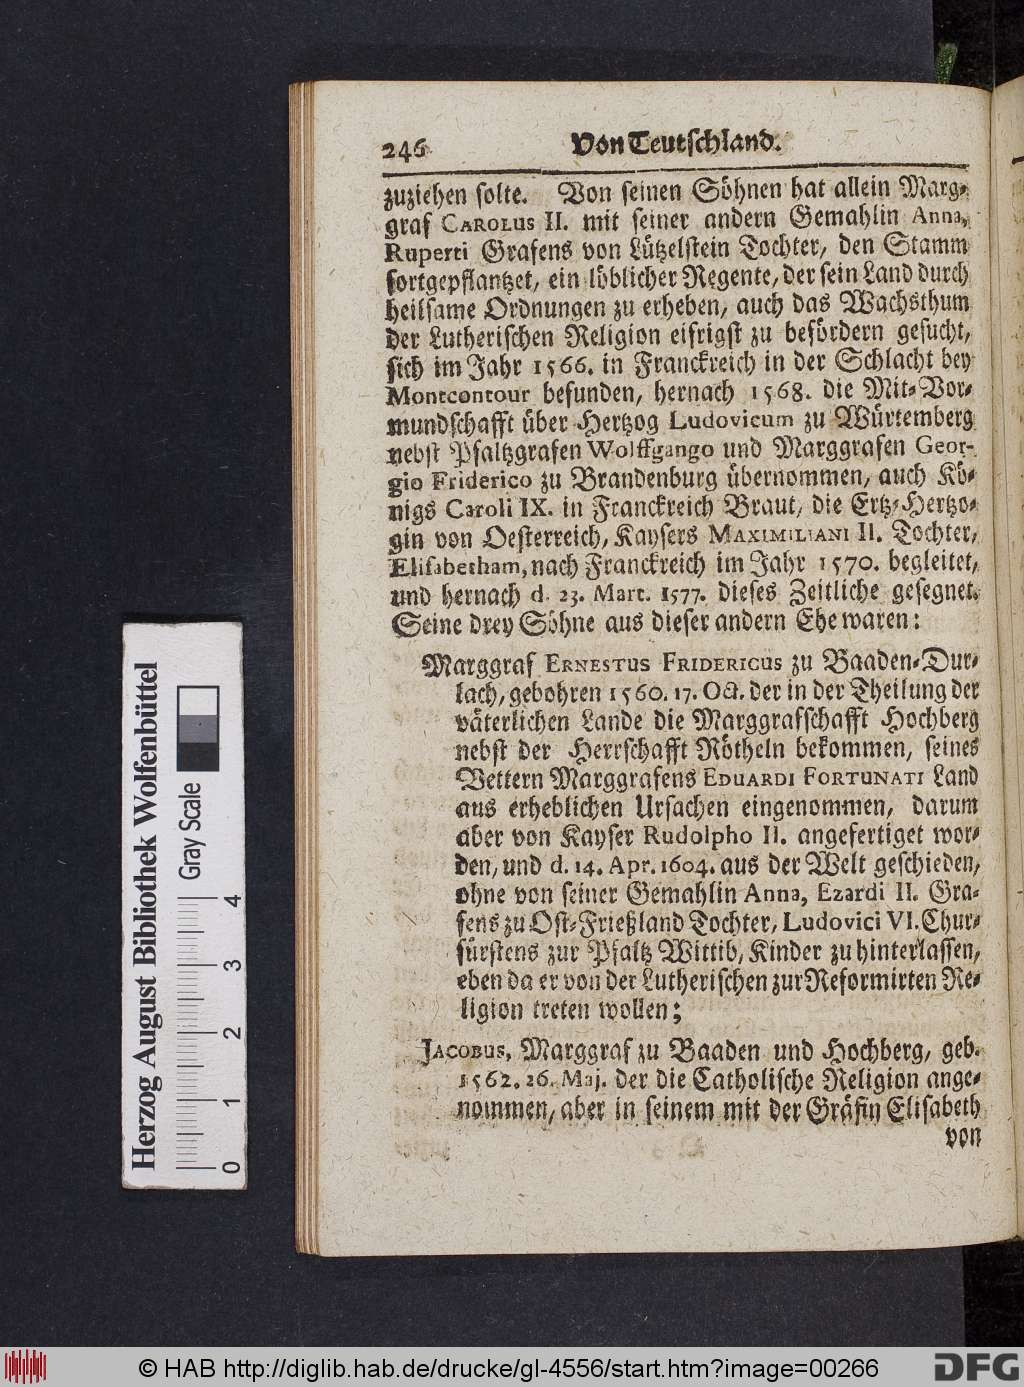 246 Von Teutschland.
zuziehen solte. Von seinen Söhnen hat allein Marg-
graf CAROLUS II. mit seiner andern Gemahlin Anna,
Ruperti Grafens von Lützelstein Tochter, den Stamm
fortgepflantzet, ein löblicher Regente, der sein Land durch
heilsame Ordnungen zu erheben, auch das Wachsthum
der Lutherischen Religion eifrigst zu befördern gesucht,
sich im Jahr 1566. in Franckreich in der Schlacht bey
Montcontour befunden, hernach 1568. die Mit-Vor-
mundschafft über Hertzog Ludovicum zu Würtemberg
nebst Pfaltzgrafen Wolffgango und Marggrafen Geor-
gio Friderico zu Brandenburg übernommen, auch Kö-
nigs Caroli IX. in Franckreich Braut, die Ertz-Hertzo-
gin von Oesterreich, Kaysers MAXIMILIANI II. Tochter,
Elisabetham, nach Franckreich im Jahr 1570. begleitet,
und hernach d. 23. Mart. 1577. dieses Zeitliche gesegnet.
Seine drey Söhne aus dieser andern Ehe waren:
Marggraf ERNESTUS FRIDERICUS zu Baaden-Dur-
lach, gebohren 1560. 17. Oct. der in der Theilung der
väterlichen Lande die Marggrafschafft Hochberg
nebst der Herrschafft Rötheln bekommen, seines
Vettern Marggrafens EDUARDI FORTUNATI Land
aus erheblichen Ursachen eingenommen, darum
aber von Kayser Rudolpho II. angefertiget wor-
den, und d. 14. Apr. 1604. aus der Welt geschieden,
ohne von seiner Gemahlin Anna, Ezardi II. Gra-
fens zu Ost-Frießland Tochter, Ludovici VI. Chur-
fürstens zur Pfaltz Wittib, Kinder zu hinterlassen,
eben da er von der Lutherischen zur Reformirten Re-
ligion treten wollen;
JACOBUS, Marggraf zu Baaden und Hochberg, geb.
1562. 26. Maj. der die Catholische Religion ange-
nommen, aber in seinem mit der Gräfin Elisabeth
von
Herzog August Bibliothek Wolfenbüttel
Gray Scale
0 1 2 3 4
© HAB http://diglib.hab.de/drucke/gl-4556/start.htm?image=00266
DFG